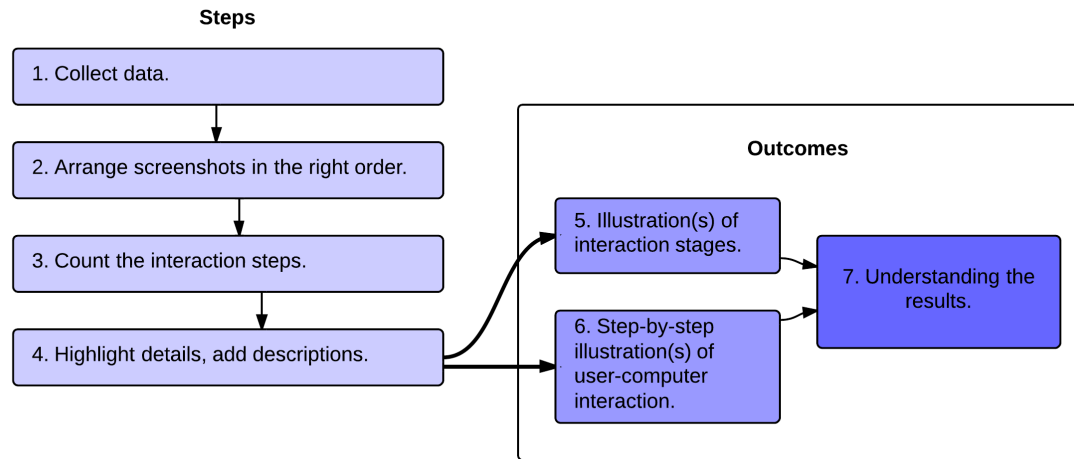 Steps
1. Collect data.
2. Arrange screenshots in the right order.
3. Count the interaction steps.
4. Highlight details, add descriptions.
Outcomes
5. Illustration(s) of
interaction stages.
6. Step-by-step
illustration(s) of
user-computer
interaction.
7. Understanding the
results.